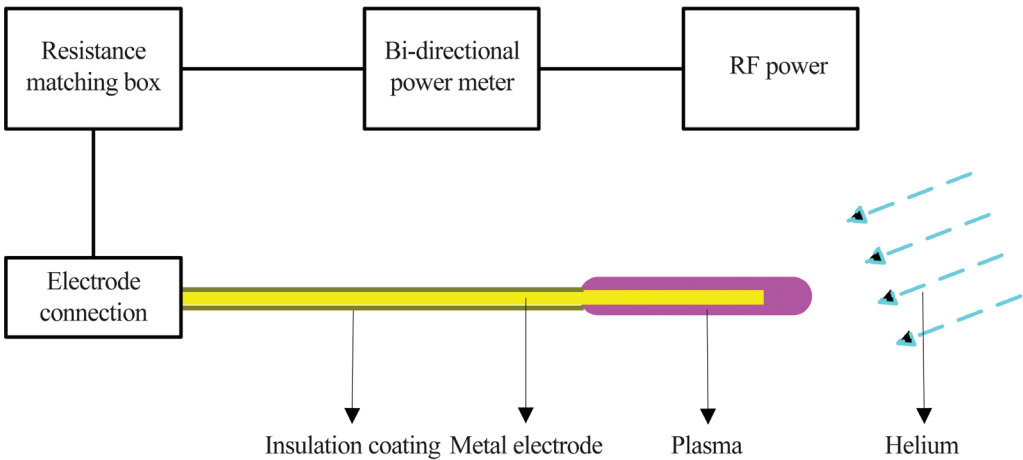 Resistance
matching box
Bi-directional
power meter
RF power
Electrode
connection
Insulation coating
Metal electrode
Plasma
Helium